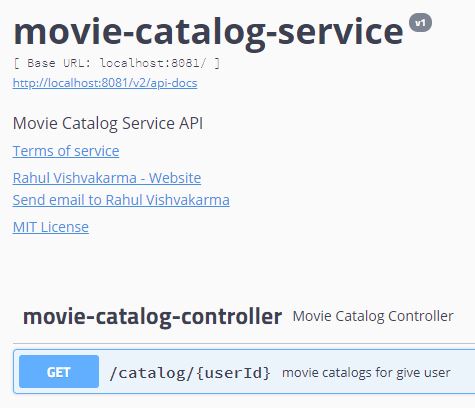 movie-catalog-service v1
[ Base URL: localhost:8081/ ]
http://localhost:8081/v2/api-docs
Movie Catalog Service API
Terms of service
Rahul Vishvakarma - Website
Send email to Rahul Vishvakarma
MIT License
movie-catalog-controller Movie Catalog Controller
GET /catalog/{userId} movie catalogs for give user